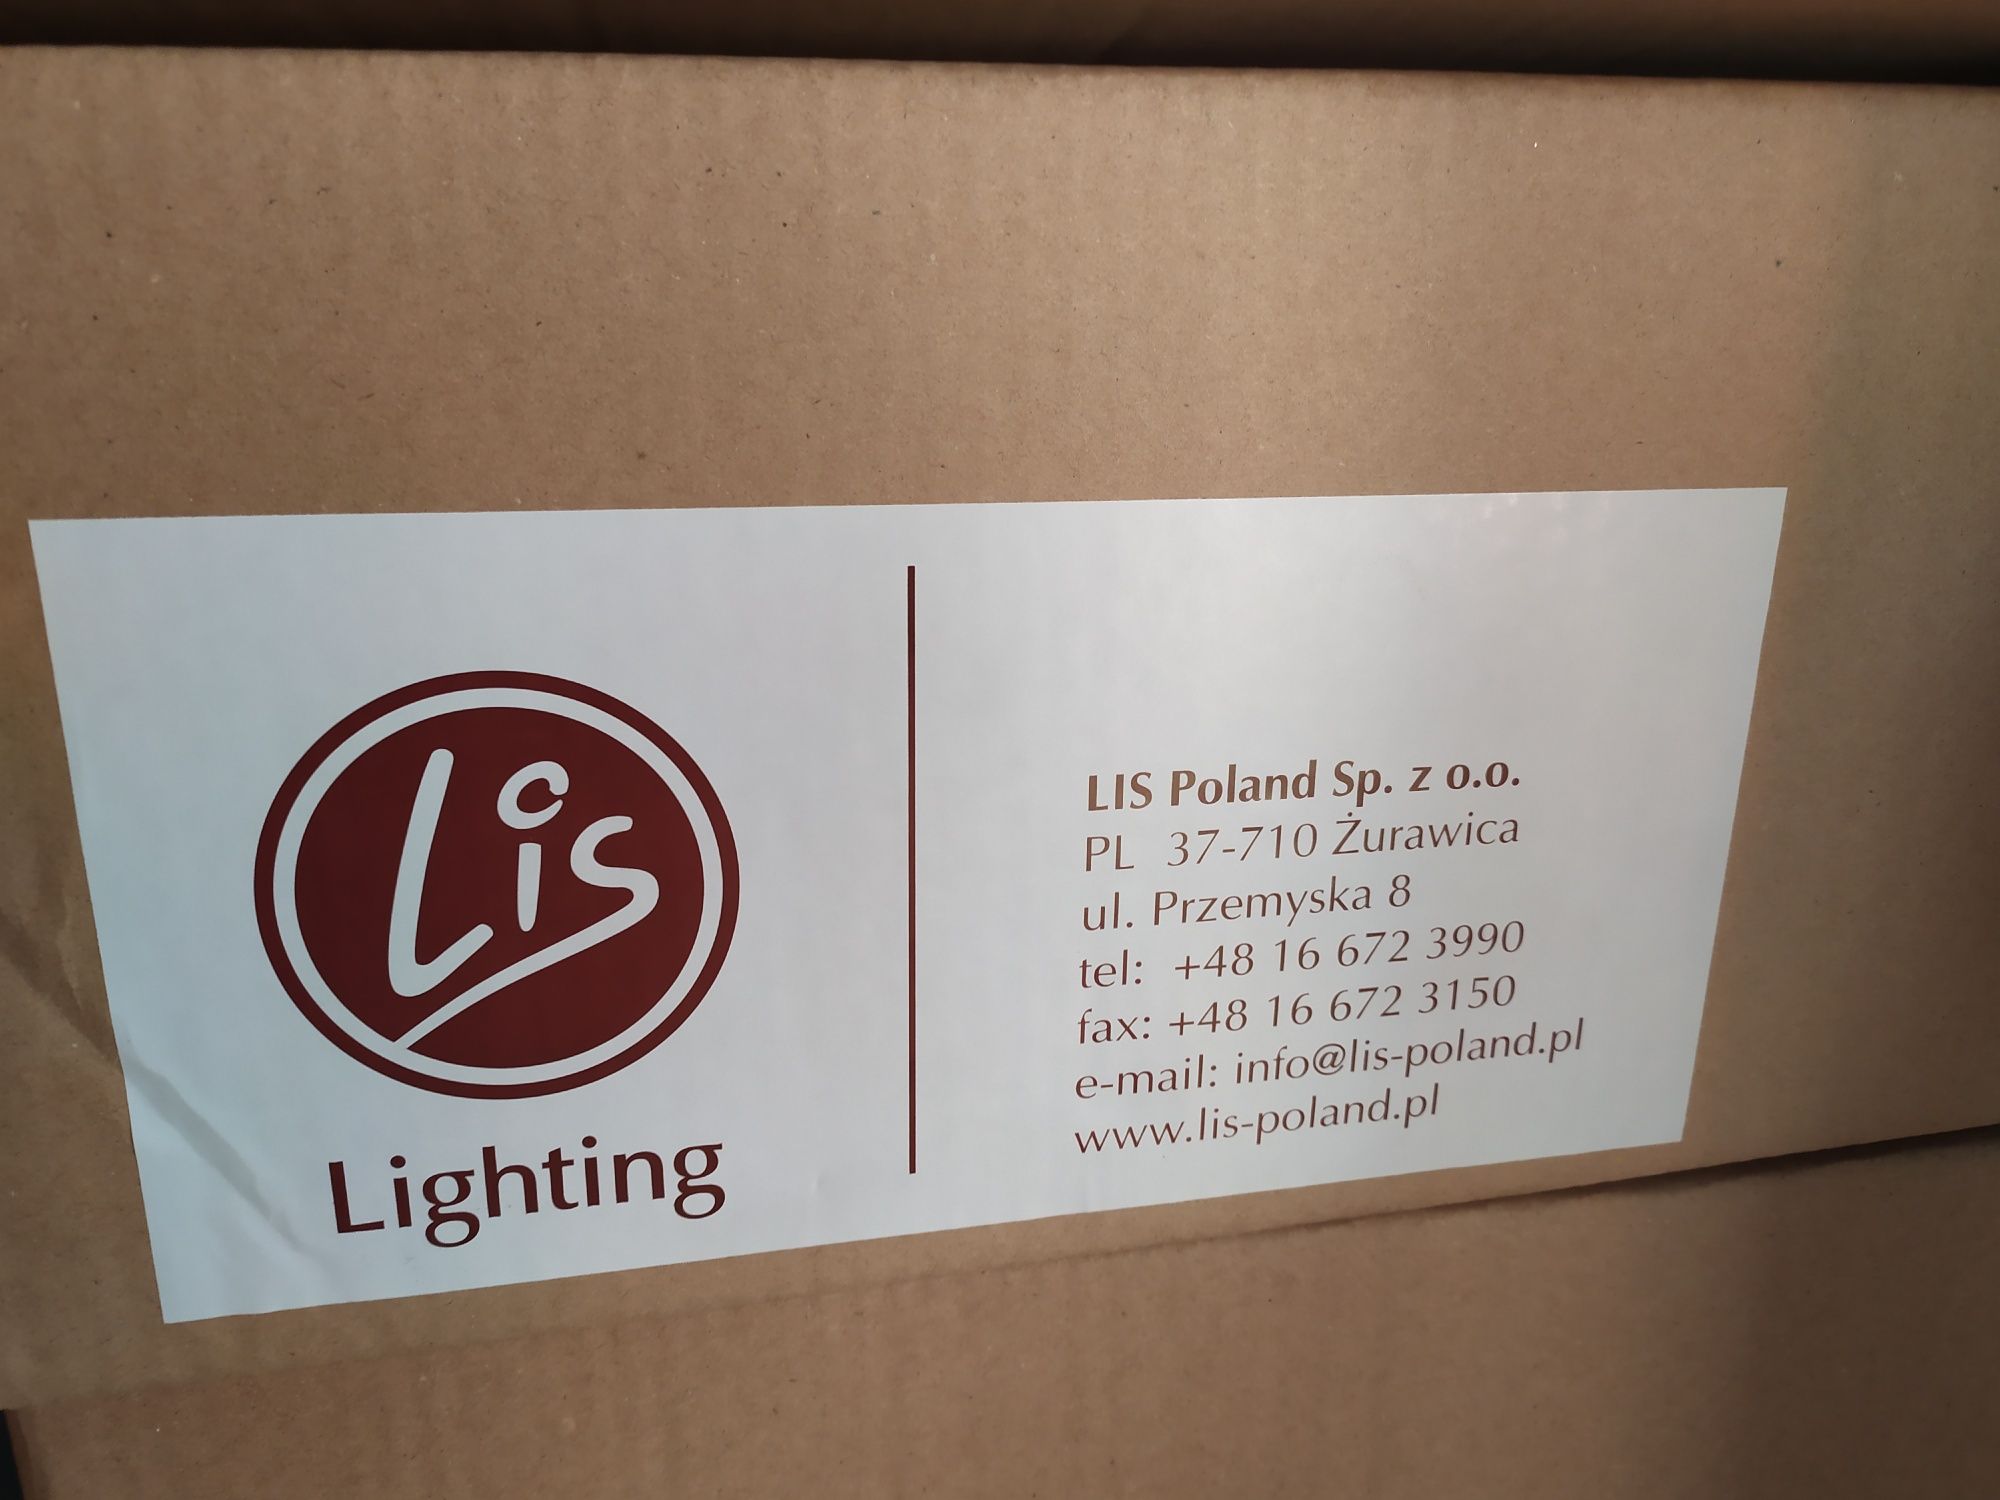 Lis
Lighting
LIS Poland Sp. z o.o.
PL 37-710 Żurawica
ul. Przemyska 8
tel: +48 16 672 3990
fax: +48 16 672 3150
e-mail: info@lis-poland.pl
www.lis-poland.pl